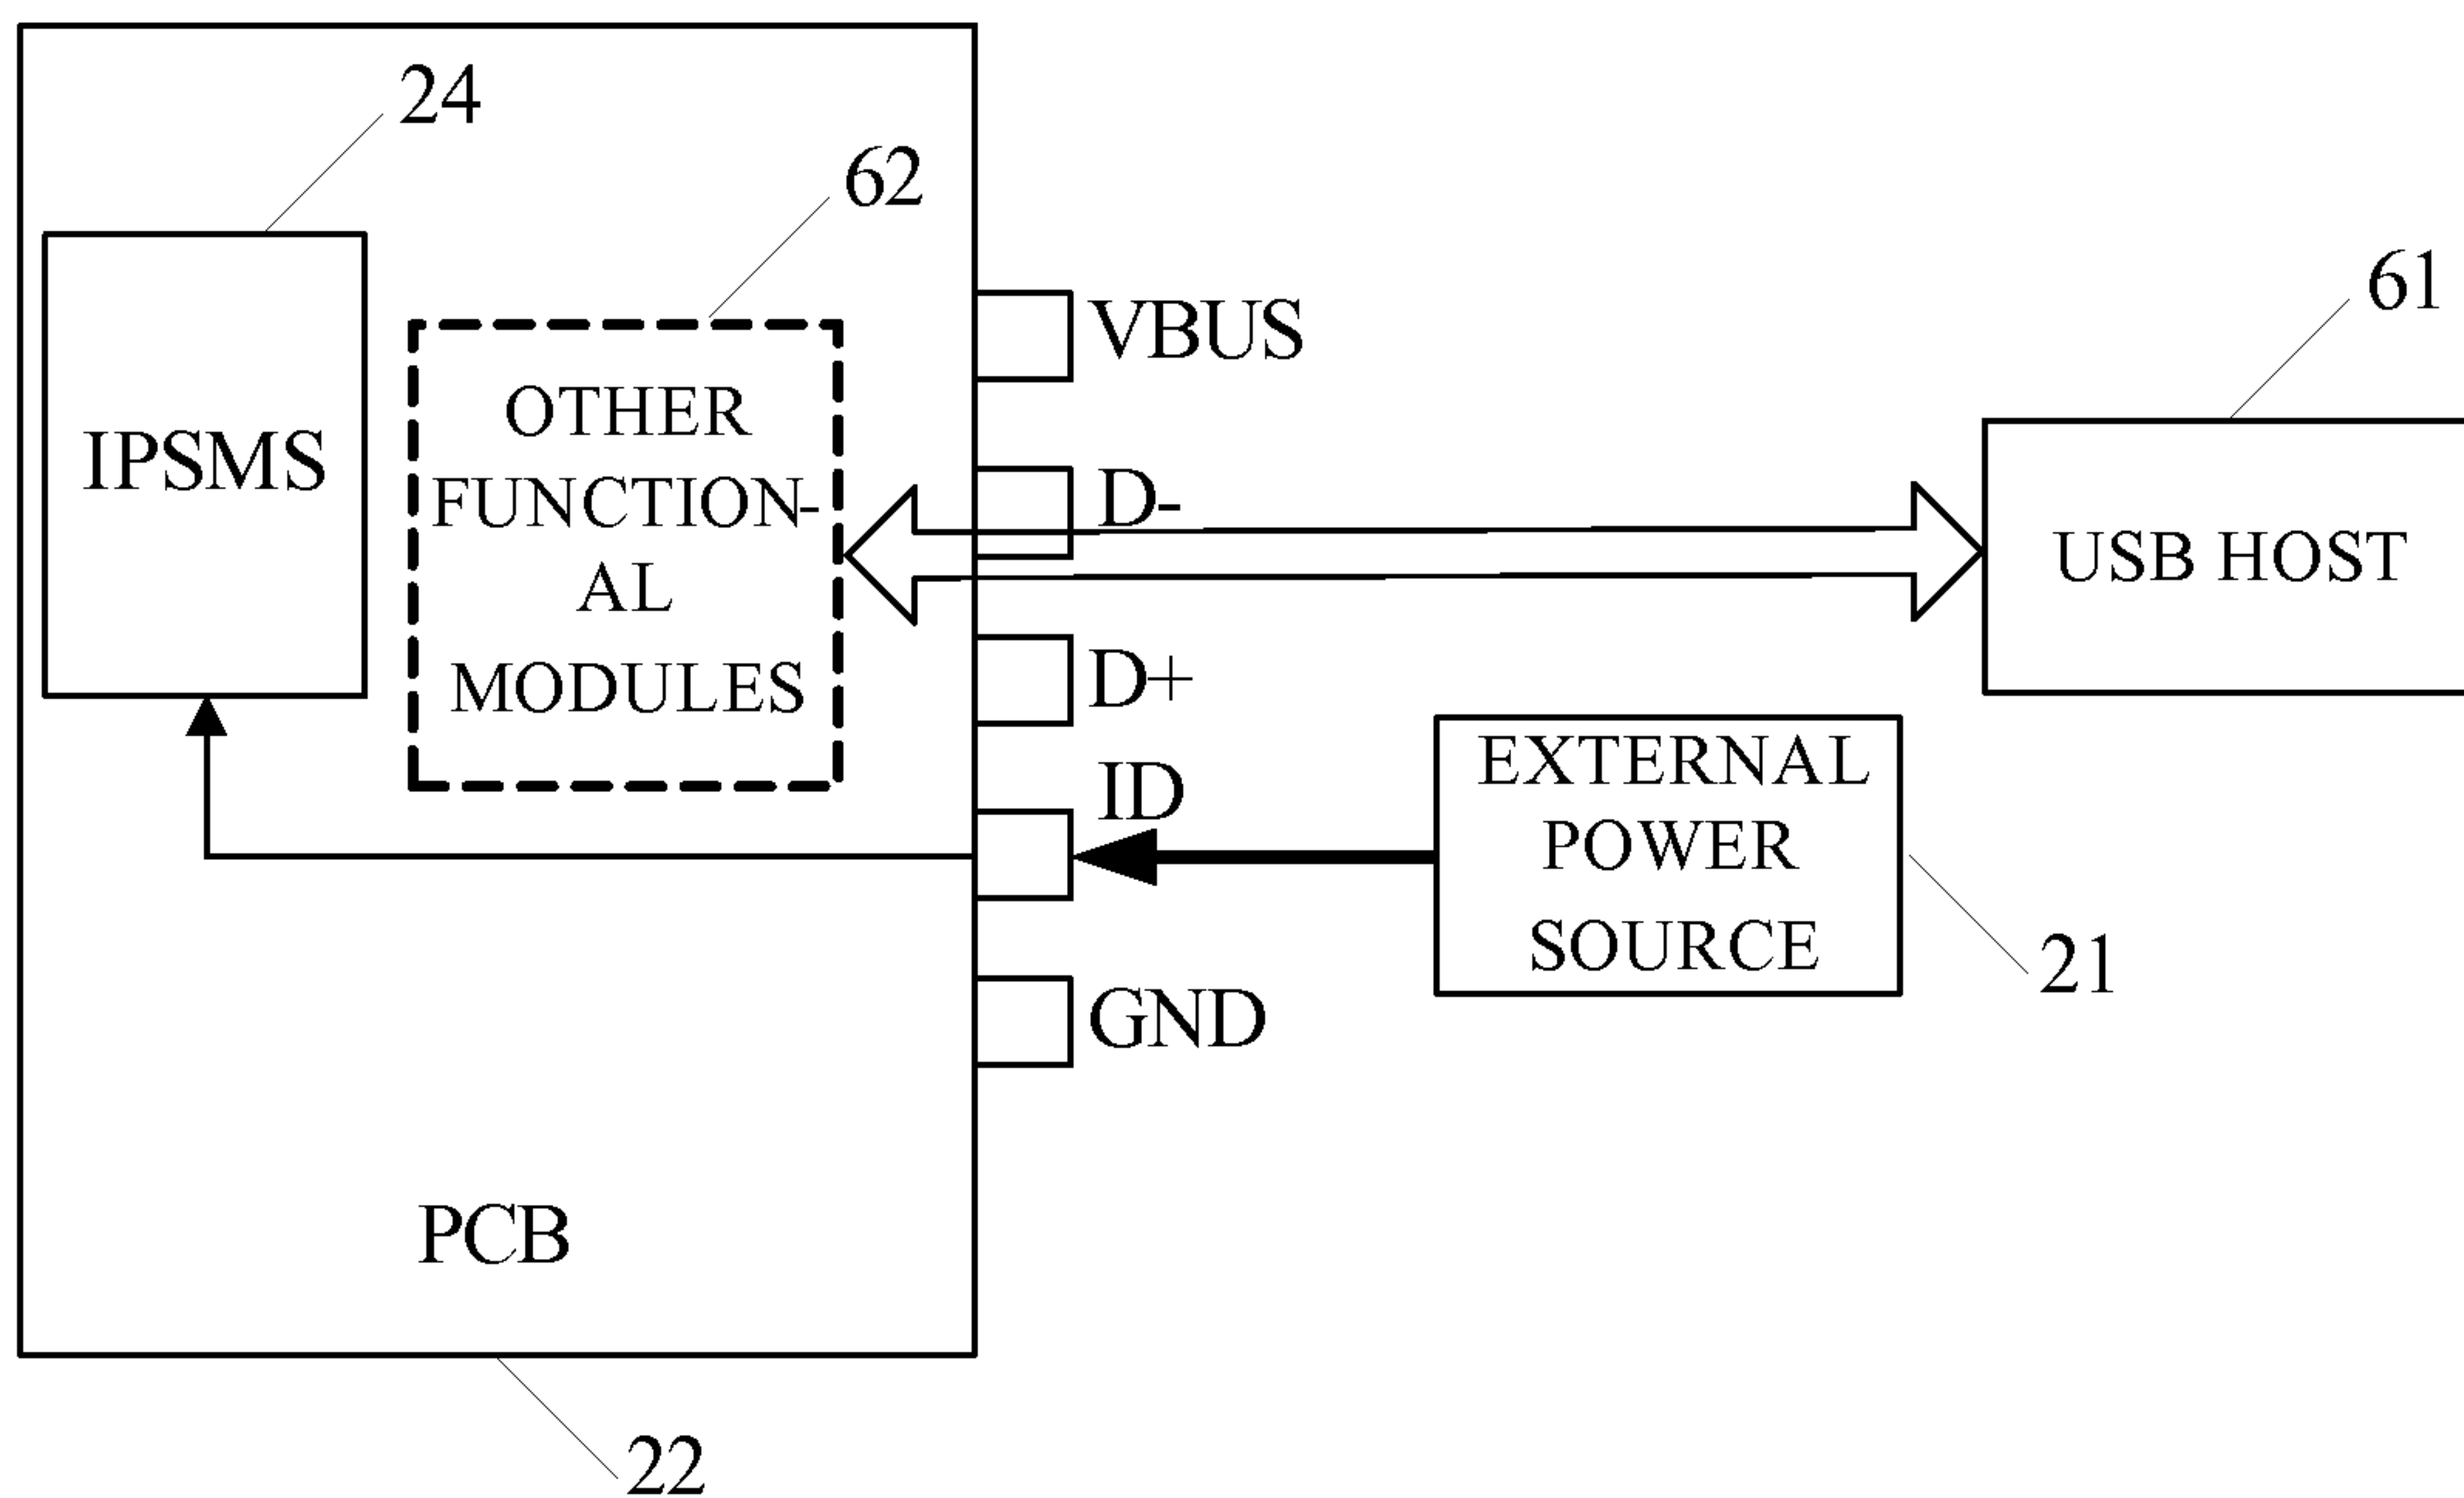 24
62
VBUS
61
OTHER
IPSMS
FUNCTION-
D-
AL
USB HOST
MODULES
D+
ID
EXTERNAL
POWER
SOURCE
21
GND
PCB
22